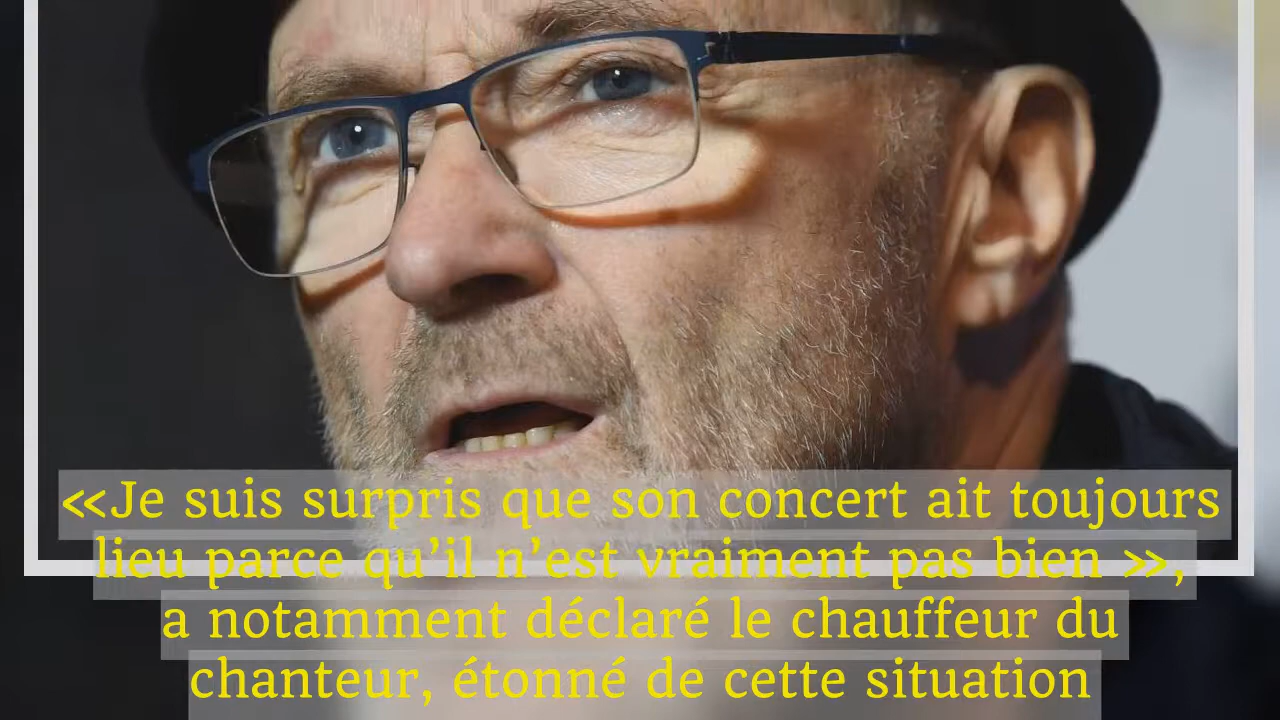 «Je suis surpris que son concert ait toujours
lieu parce qu’il n’est vraiment pas bien »,
a notamment déclaré le chauffeur du
chanteur, étonné de cette situation